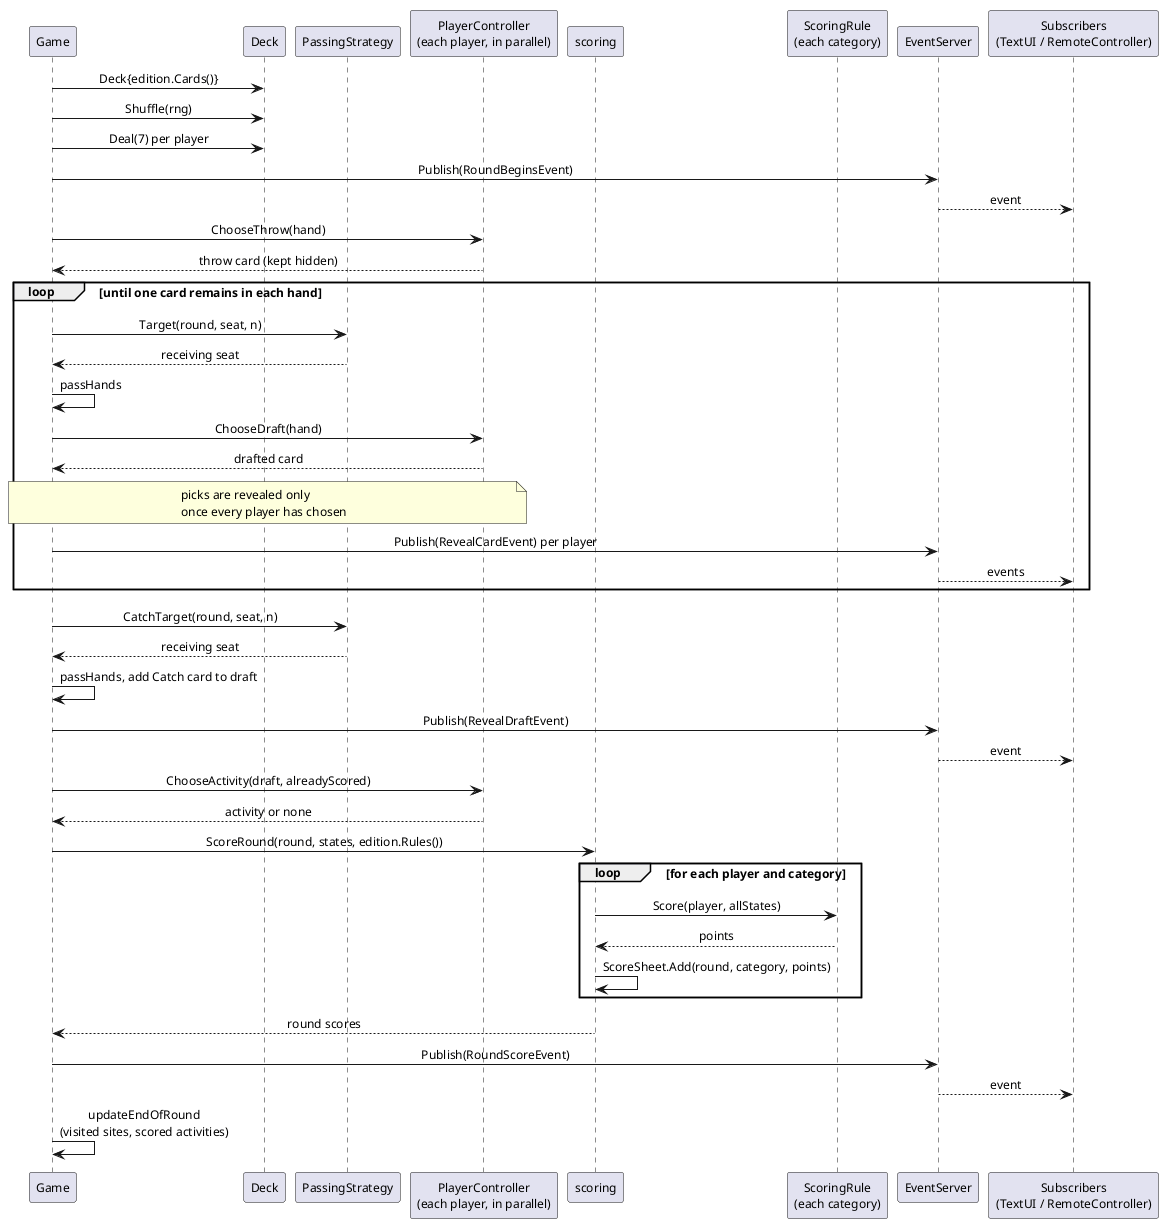 Game
Deck
PassingStrategy
PlayerController
(each player, in parallel)
scoring
ScoringRule
(each category)
EventServer
Subscribers
(TextUI / RemoteController)
Deck{edition.Cards()}
Shuffle(rng)
Deal(7) per player
Publish(RoundBeginsEvent)
event
ChooseThrow(hand)
throw card (kept hidden)
loop
[until one card remains in each hand]
Target(round, seat, n)
receiving seat
passHands
ChooseDraft(hand)
drafted card
picks are revealed only
once every player has chosen
Publish(RevealCardEvent) per player
events
CatchTarget(round, seat, n)
receiving seat
passHands, add Catch card to draft
Publish(RevealDraftEvent)
event
ChooseActivity(draft, alreadyScored)
activity or none
ScoreRound(round, states, edition.Rules())
loop
[for each player and category]
Score(player, allStates)
points
ScoreSheet.Add(round, category, points)
round scores
Publish(RoundScoreEvent)
event
updateEndOfRound
(visited sites, scored activities)
Game
Deck
PassingStrategy
PlayerController
(each player, in parallel)
scoring
ScoringRule
(each category)
EventServer
Subscribers
(TextUI / RemoteController)